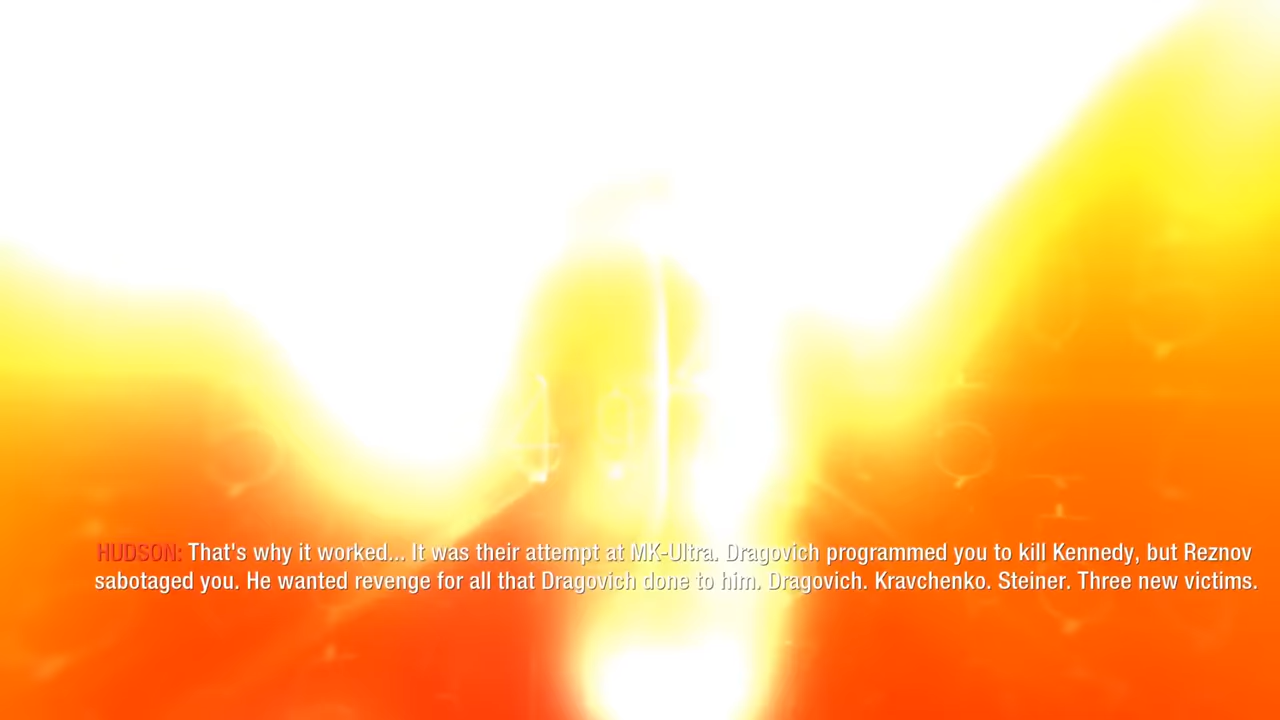 HUDSON: That's why it worked... It was their attempt at MK-Ultra. Dragovich programmed you to kill Kennedy, but Reznov
sabotaged you. He wanted revenge for all that Dragovich done to him. Dragovich. Kravchenko. Steiner. Three new victims.